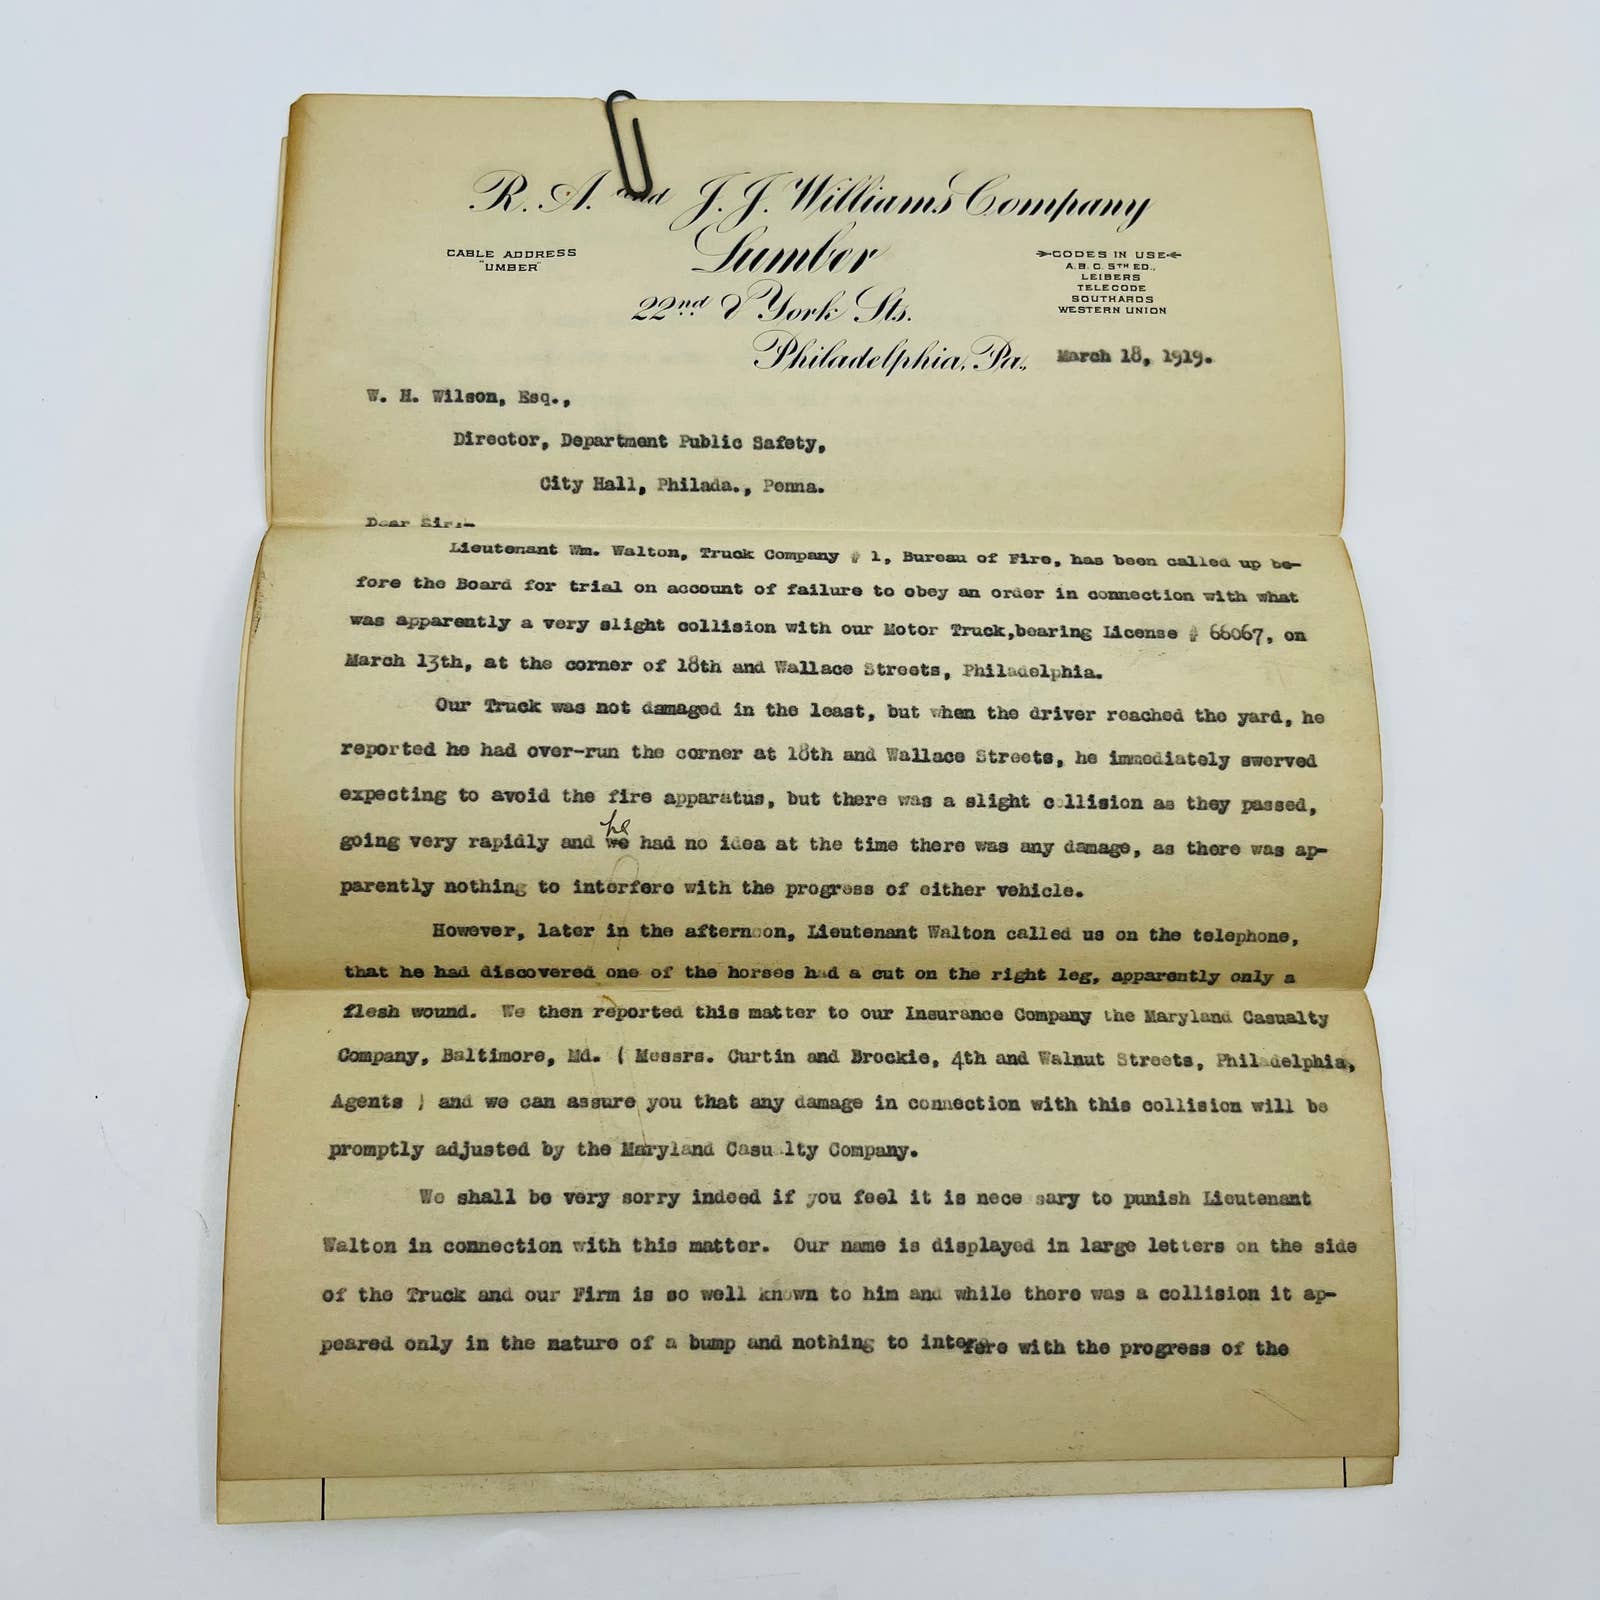 R. A. and J. J. Williams Company
Lumber
CABLE ADDRESS
"UMBER"
CODES IN USE
A.B.C. 5TH ED.,
LEIBERS
TELECODE
SOUTHARDS
WESTERN UNION
22nd & York Sts.
Philadelphia, Pa., March 18, 1919.
W. H. Wilson, Esq.,
Director, Department Public Safety,
City Hall, Philada., Penna.
Dear Sir:-
Lieutenant Wm. Walton, Truck Company # 1, Bureau of Fire, has been called up be-
fore the Board for trial on account of failure to obey an order in connection with what
was apparently a very slight collision with our Motor Truck,bearing License # 66067, on
March 13th, at the corner of 18th and Wallace Streets, Philadelphia.
Our Truck was not damaged in the least, but when the driver reached the yard, he
reported he had over-run the corner at 18th and Wallace Streets, he immediately swerved
expecting to avoid the fire apparatus, but there was a slight collision as they passed,
he
going very rapidly and we had no idea at the time there was any damage, as there was ap-
parently nothing to interfere with the progress of either vehicle.
However, later in the afternoon, Lieutenant Walton called us on the telephone,
that he had discovered one of the horses had a cut on the right leg, apparently only a
flesh wound. We then reported this matter to our Insurance Company the Maryland Casualty
Company, Baltimore, Md. ( Messrs. Curtin and Brockie, 4th and Walnut Streets, Philadelphia,
Agents ) and we can assure you that any damage in connection with this collision will be
promptly adjusted by the Maryland Casualty Company.
We shall be very sorry indeed if you feel it is necessary to punish Lieutenant
Walton in connection with this matter. Our name is displayed in large letters on the side
of the Truck and our Firm is so well known to him and while there was a collision it ap-
peared only in the nature of a bump and nothing to interfere with the progress of the